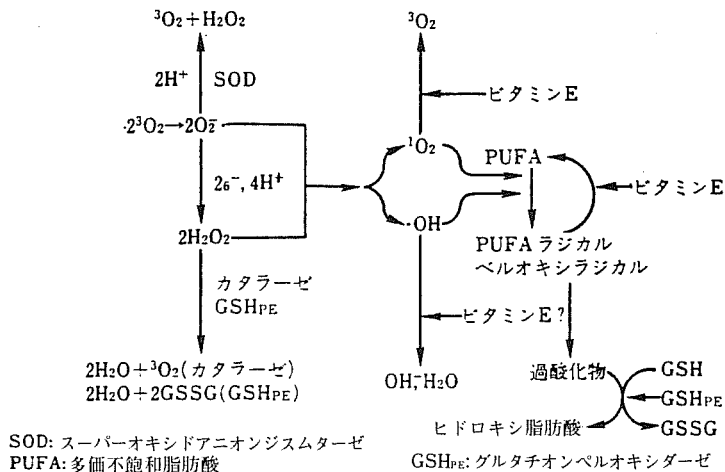 ³O₂+H₂O₂
³O₂
2H⁺ SOD
ビタミンE
·2³O₂→2O₂⁻
¹O₂
PUFA
2ε⁻, 4H⁺
ビタミンE
2H₂O₂
·OH
PUFAラジカル
ペルオキシラジカル
カタラーゼ
GSHPE
ビタミンE?
2H₂O+³O₂(カタラーゼ)
2H₂O+2GSSG(GSHPE)
OH⁻,H₂O
過酸化物
GSH
GSHPE
ヒドロキシ脂肪酸
GSSG
SOD: スーパーオキシドアニオンジスムターゼ
PUFA: 多価不飽和脂肪酸
GSHPE: グルタチオンペルオキシダーゼ